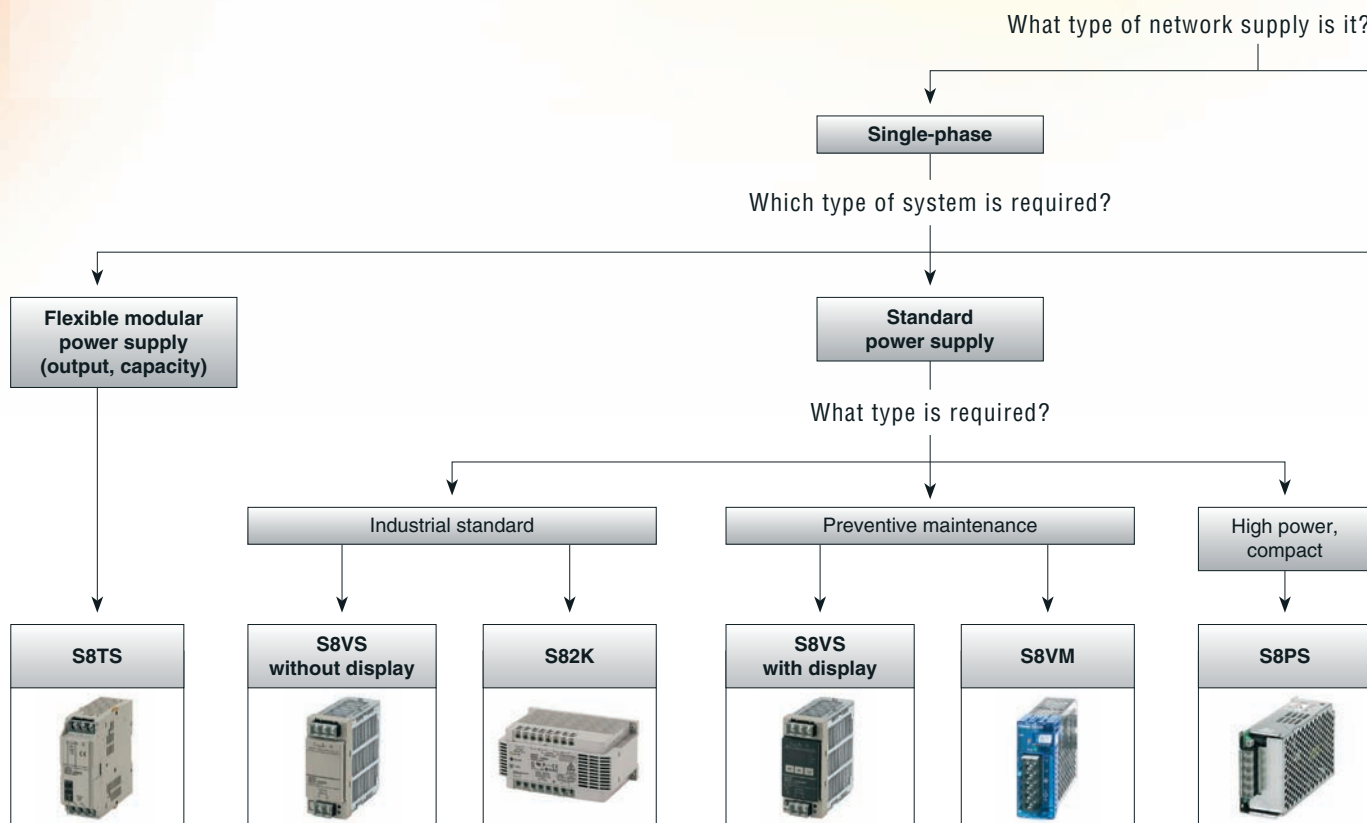 What type of network supply is it?
Single-phase
Which type of system is required?
Flexible modular
power supply
(output, capacity)
Standard
power supply
What type is required?
Industrial standard
Preventive maintenance
High power,
compact
S8TS
S8VS
without display
S82K
S8VS
with display
S8VM
S8PS